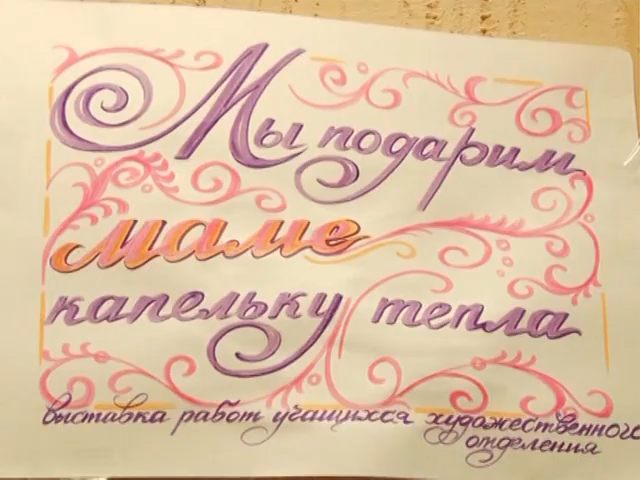 Мы подарим
маме
капельку тепла
выставка работ учащихся художественного
отделения